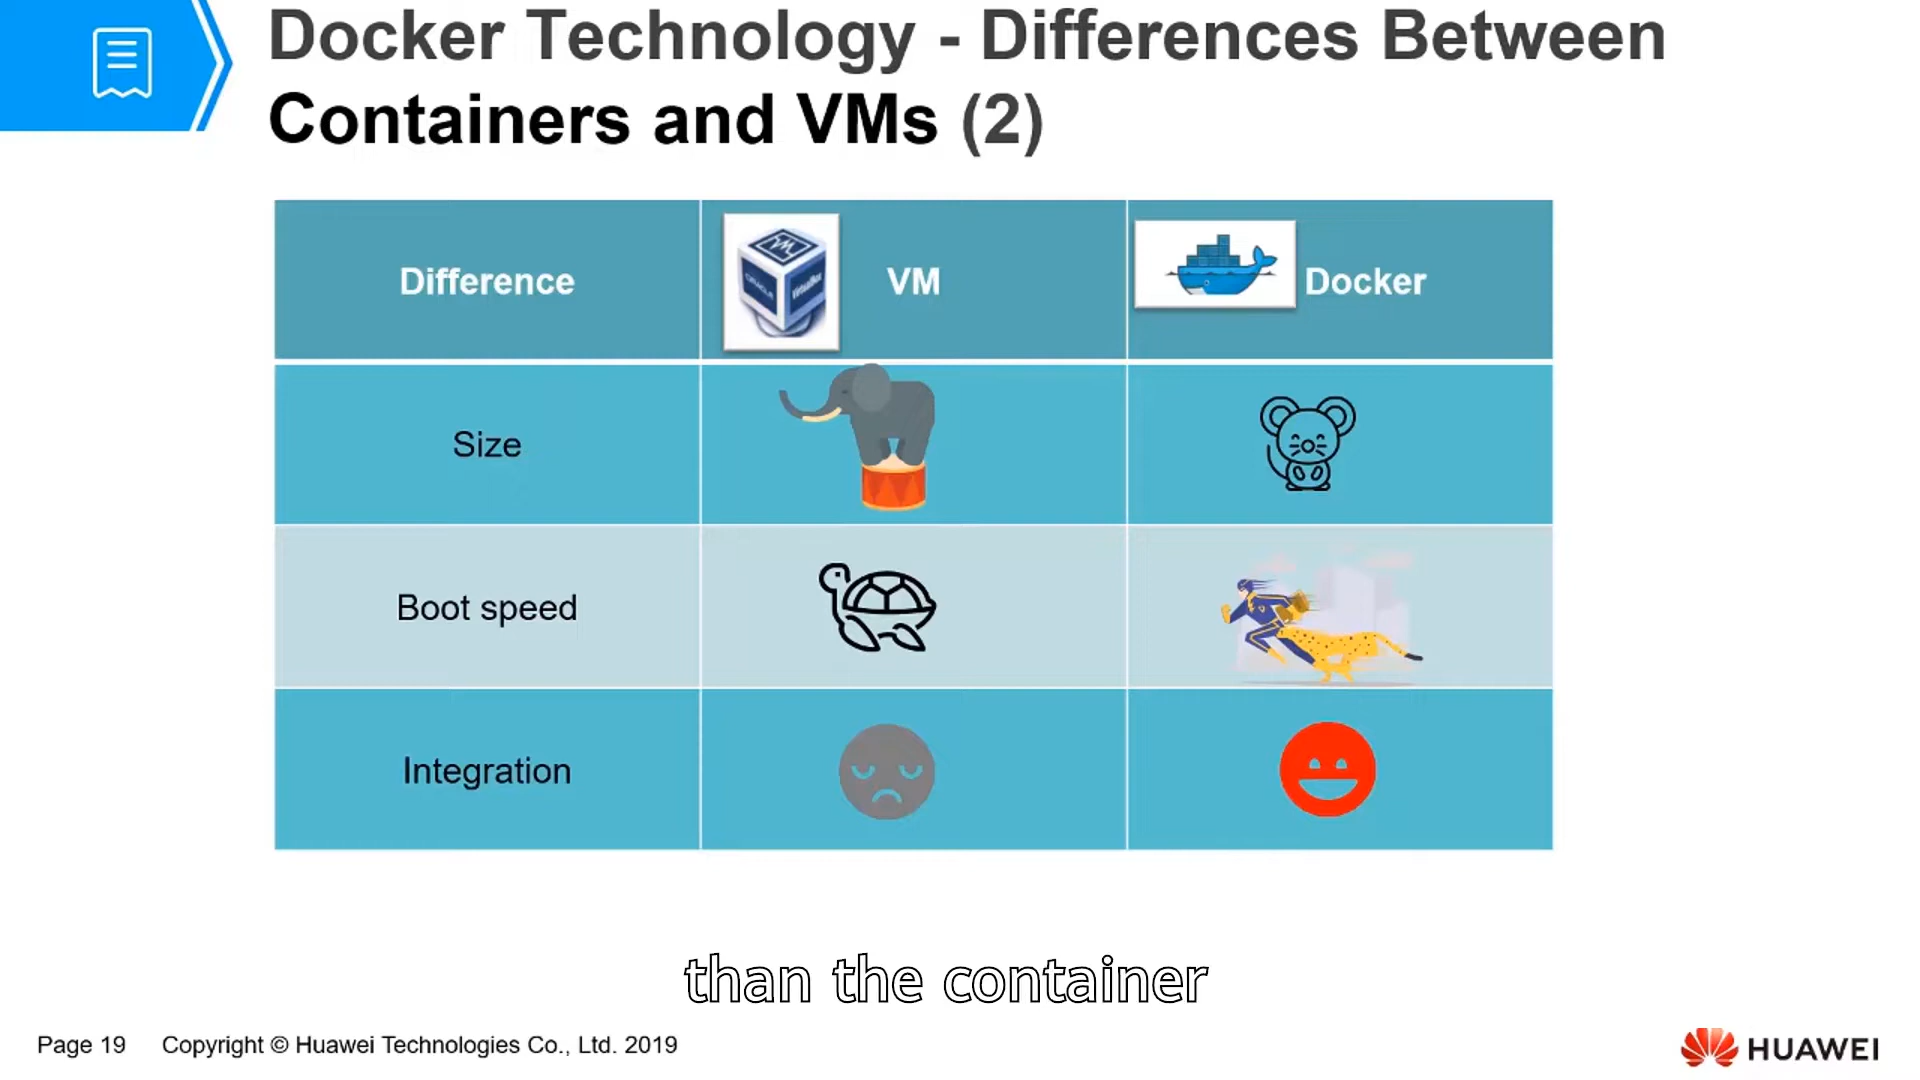 Docker Technology - Differences Between
Containers and VMs (2)
Difference
VM
Docker
Size
Boot speed
Integration
than the container
Page 19
Copyright © Huawei Technologies Co., Ltd. 2019
HUAWEI